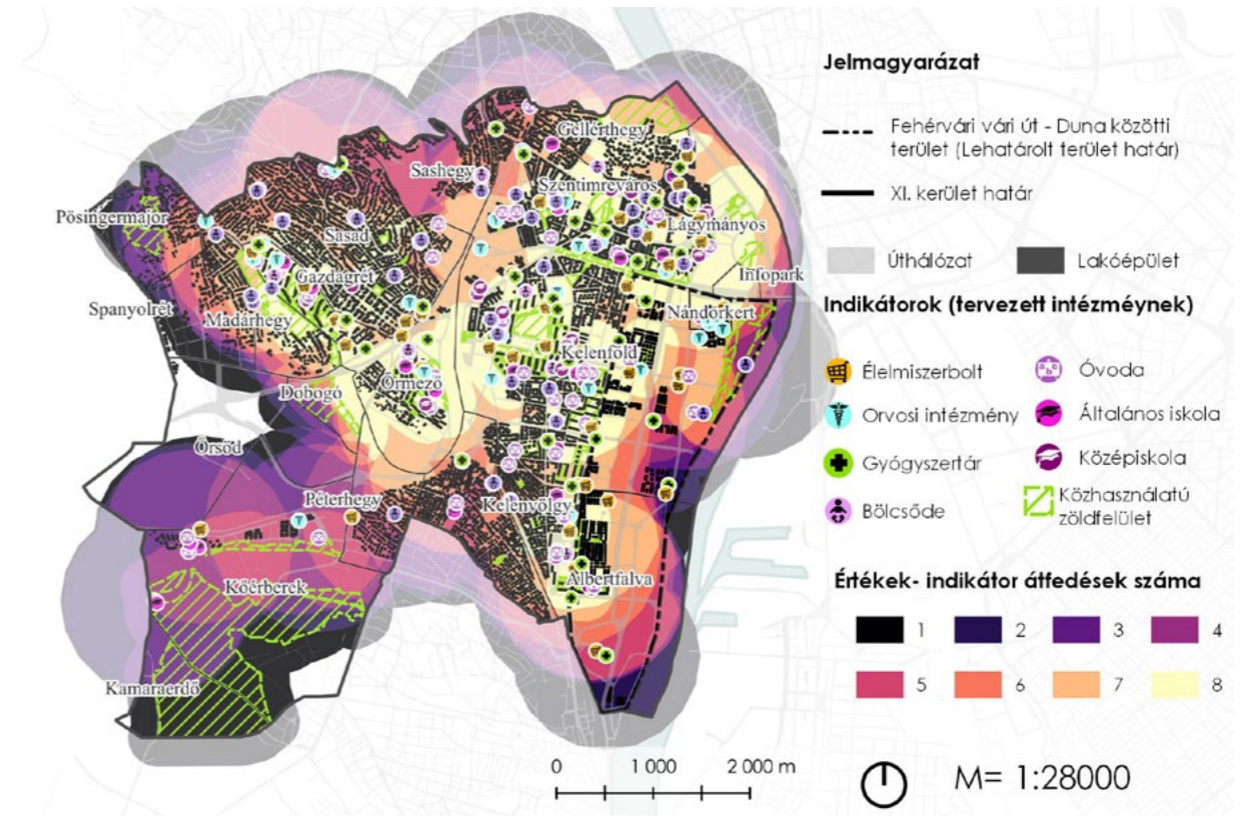 Jelmagyarázat
Fehérvári vári út - Duna közötti
terület (Lehatárolt terület határ)
XI. kerület határ
Úthálózat
Lakóépület
Indikátorok (tervezett intézméynek)
Élelmiszerbolt
Óvoda
Orvosi intézmény
Általános iskola
Gyógyszertár
Középiskola
Bölcsőde
Közhasználatú
zöldfelület
Értékek- indikátor átfedések száma
1
2
3
4
5
6
7
8
Gellérthegy
Sashegy
Szentimreváros
Pösingermajor
Lágymányos
Sasad
Gazdagrét
Infopark
Spanyolrét
Madárhegy
Nándorkert
Kelenföld
Őrmező
Dobogó
Őrsöd
Péterhegy
Kelenvölgy
Albertfalva
Kőérberek
Kamaraerdő
0
1 000
2 000 m
M= 1:28000